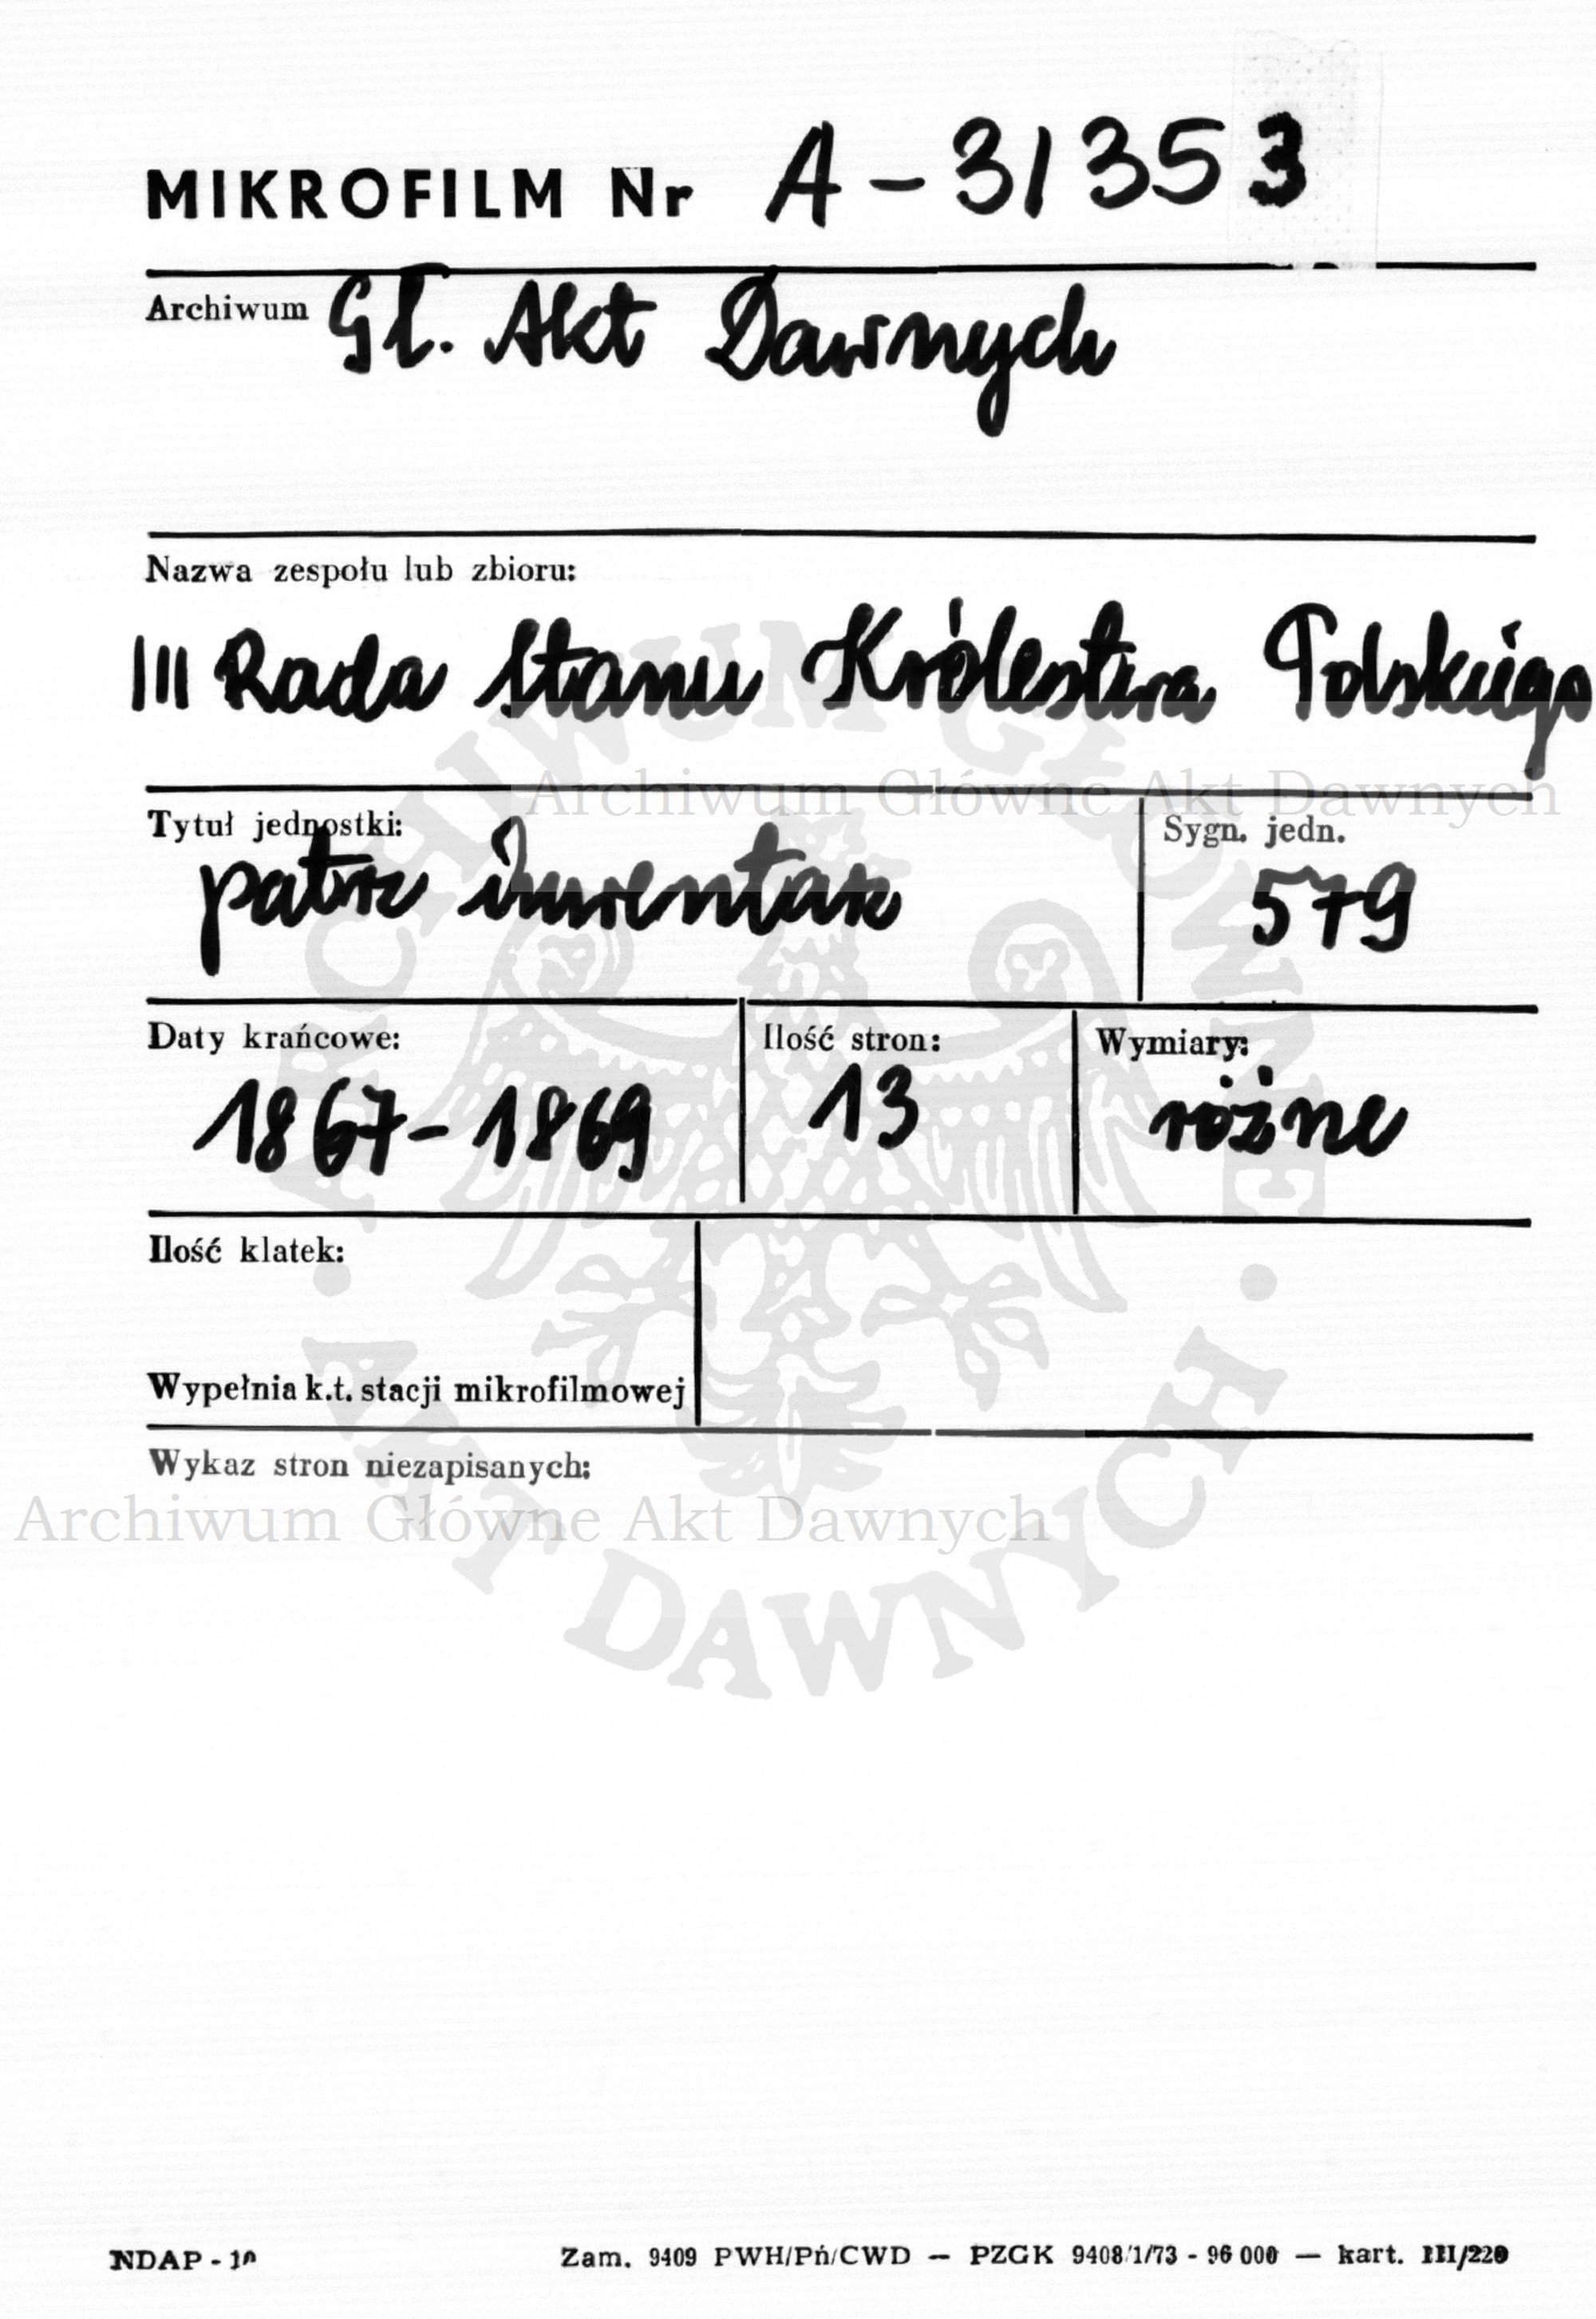 MIKROFILM Nr A-31353
Archiwum Gł. Akt Dawnych
Nazwa zespołu lub zbioru:
III Rada Stanu Królestwa Polskiego
Archiwum Główne Akt Dawnych
Tytuł jednostki:
patrz inwentarz
Sygn. jedn.
579
Daty krańcowe:
1867-1869
Ilość stron:
13
Wymiary:
różne
Ilość klatek:
Wypełnia k.t. stacji mikrofilmowej
Wykaz stron niezapisanych:
Archiwum Główne Akt Dawnych
ARCHIWUM GŁÓWNE
AKT DAWNYCH
NDAP - 10
Zam. 9409 PWH/Pń/CWD — PZGK 9408/1/73 - 96 000 — kart. III/220